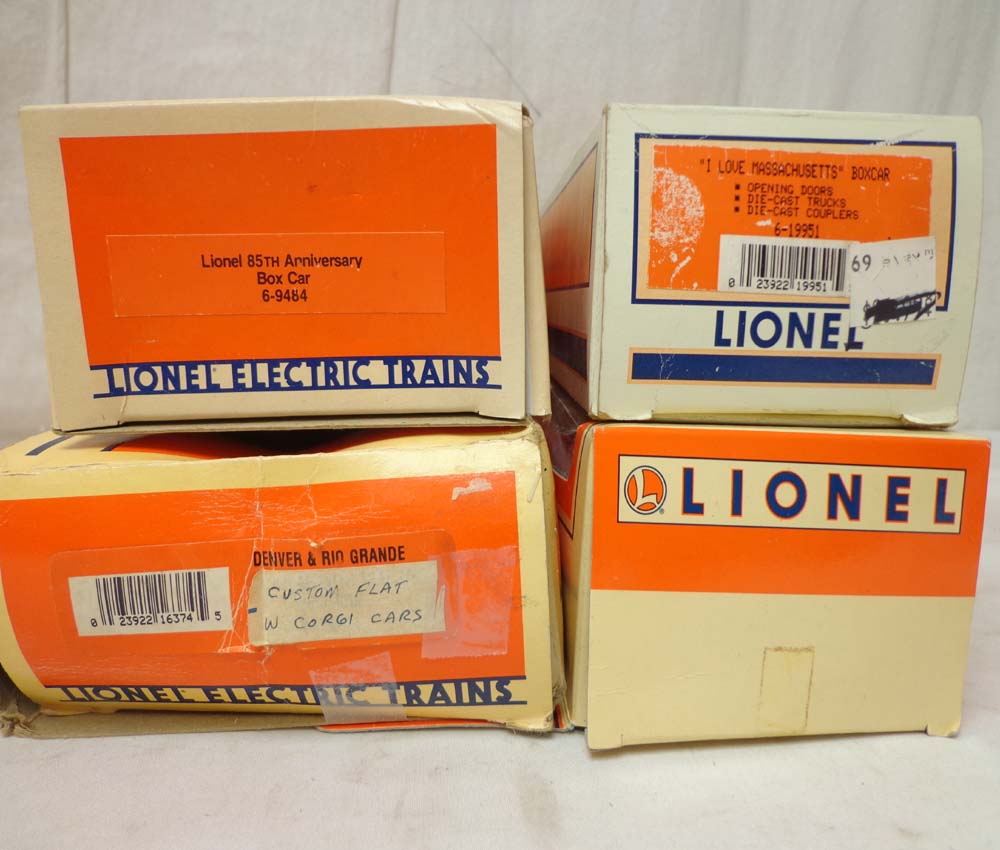 Lionel 85TH Anniversary
Box Car
6-9484
LIONEL ELECTRIC TRAINS
"I LOVE MASSACHUSETTS" BOXCAR
▪ OPENING DOORS
▪ DIE-CAST TRUCKS
▪ DIE-CAST COUPLERS
6-19951
0 23922 19951
69
LIONEL
DENVER & RIO GRANDE
CUSTOM FLAT
W CORGI CARS
0 23922 16374 5
LIONEL ELECTRIC TRAINS
L LIONEL